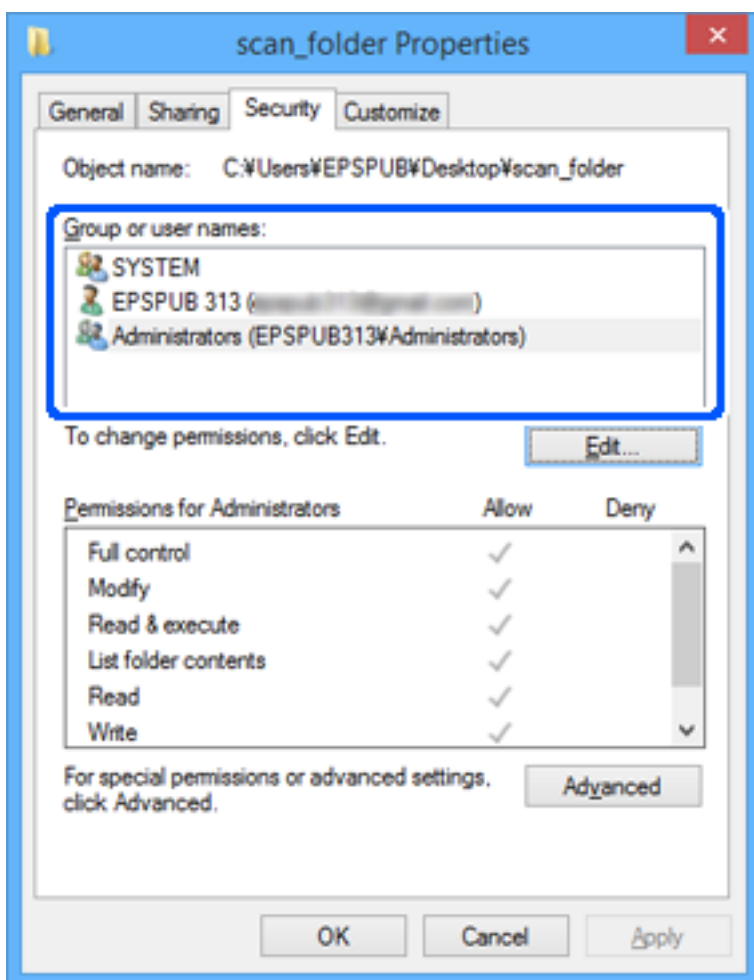 scan_folder Properties
General Sharing Security Customize
Object name: C:¥Users¥EPSPUB¥Desktop¥scan_folder
Group or user names:
SYSTEM
EPSPUB 313 ( )
Administrators (EPSPUB313¥Administrators)
To change permissions, click Edit.
Edit...
Permissions for Administrators Allow Deny
Full control
Modify
Read & execute
List folder contents
Read
Write
For special permissions or advanced settings,
click Advanced.
Advanced
OK Cancel Apply